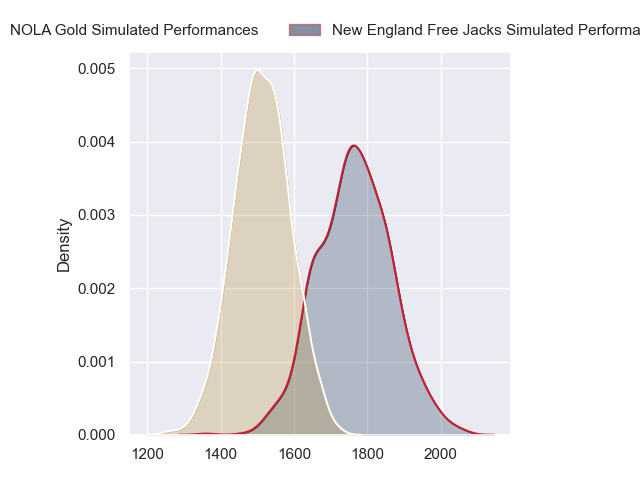 NOLA Gold Simulated Performances
New England Free Jacks Simulated Performa
0.005
0.004
0.003
0.002
0.001
0.000
Density
1200 1400 1600 1800 2000